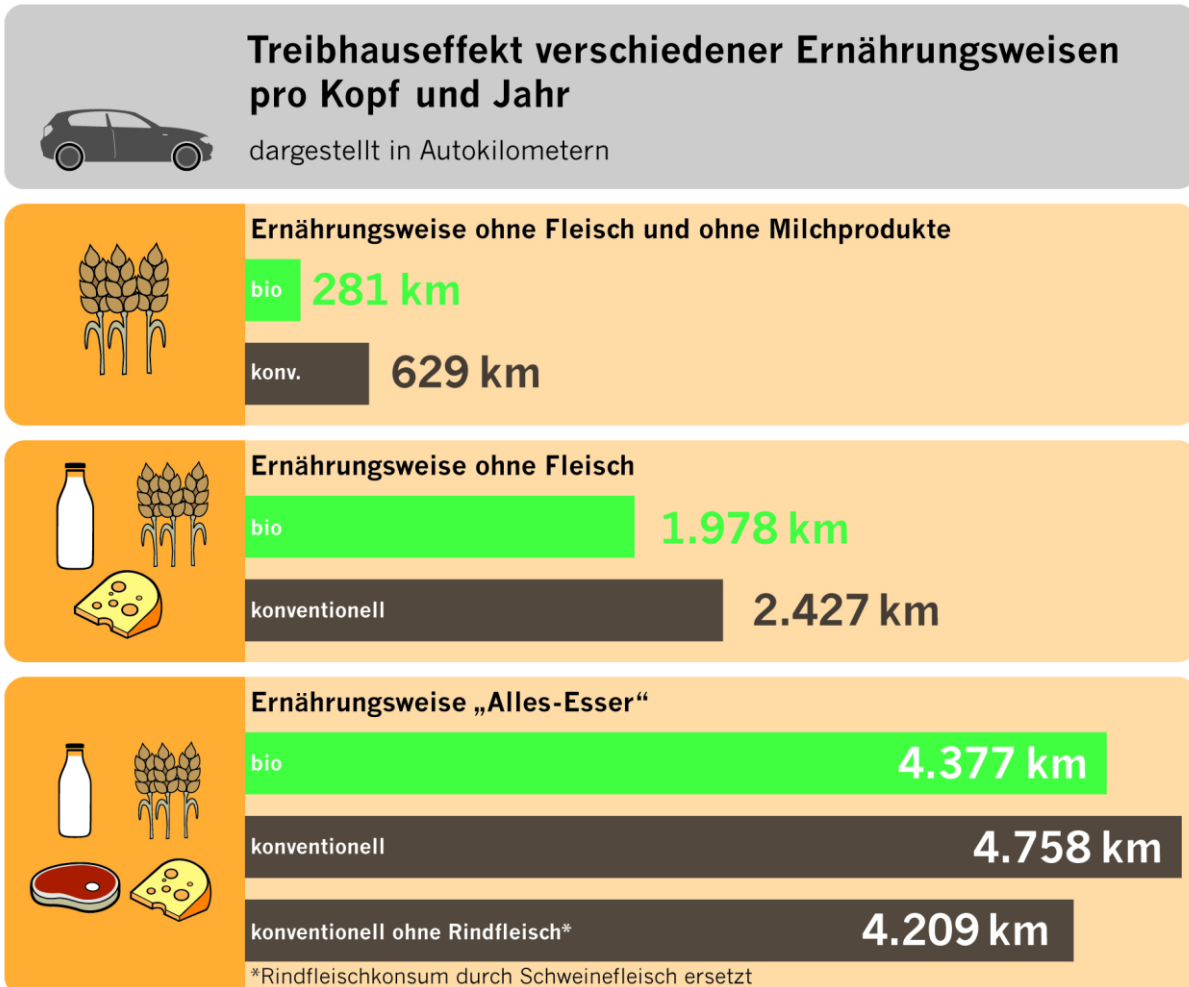 Treibhauseffekt verschiedener Ernährungsweisen
pro Kopf und Jahr
dargestellt in Autokilometern
Ernährungsweise ohne Fleisch und ohne Milchprodukte
bio 281 km
konv. 629 km
Ernährungsweise ohne Fleisch
bio 1.978 km
konventionell 2.427 km
Ernährungsweise „Alles-Esser“
bio 4.377 km
konventionell 4.758 km
konventionell ohne Rindfleisch* 4.209 km
*Rindfleischkonsum durch Schweinefleisch ersetzt